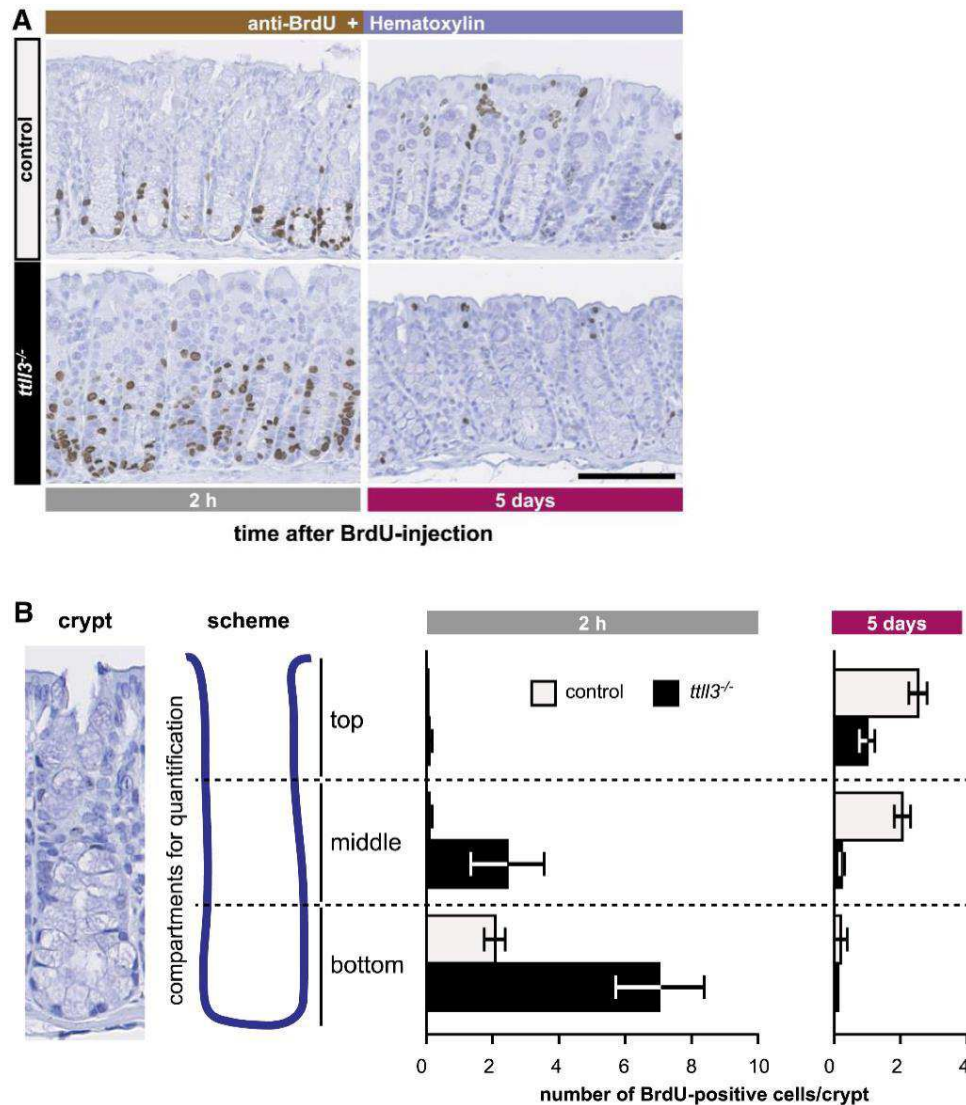 A
anti-BrdU + Hematoxylin
control
ttll3-/-
2 h
5 days
time after BrdU-injection
B
crypt
scheme
2 h
5 days
compartments for quantification
control
ttll3-/-
top
middle
bottom
0 2 4 6 8 10
0 2 4
number of BrdU-positive cells/crypt